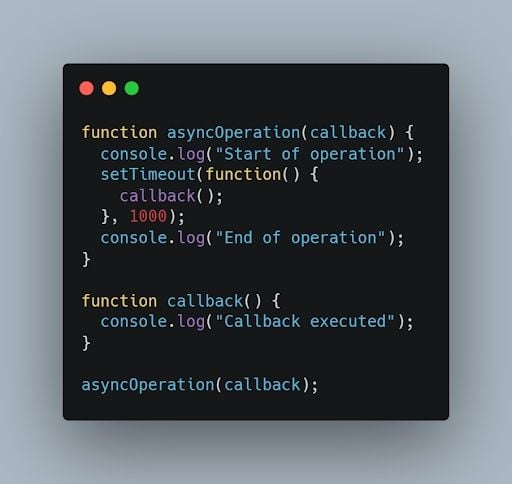 function asyncOperation(callback) {
  console.log("Start of operation");
  setTimeout(function() {
    callback();
  }, 1000);
  console.log("End of operation");
}

function callback() {
  console.log("Callback executed");
}

asyncOperation(callback);